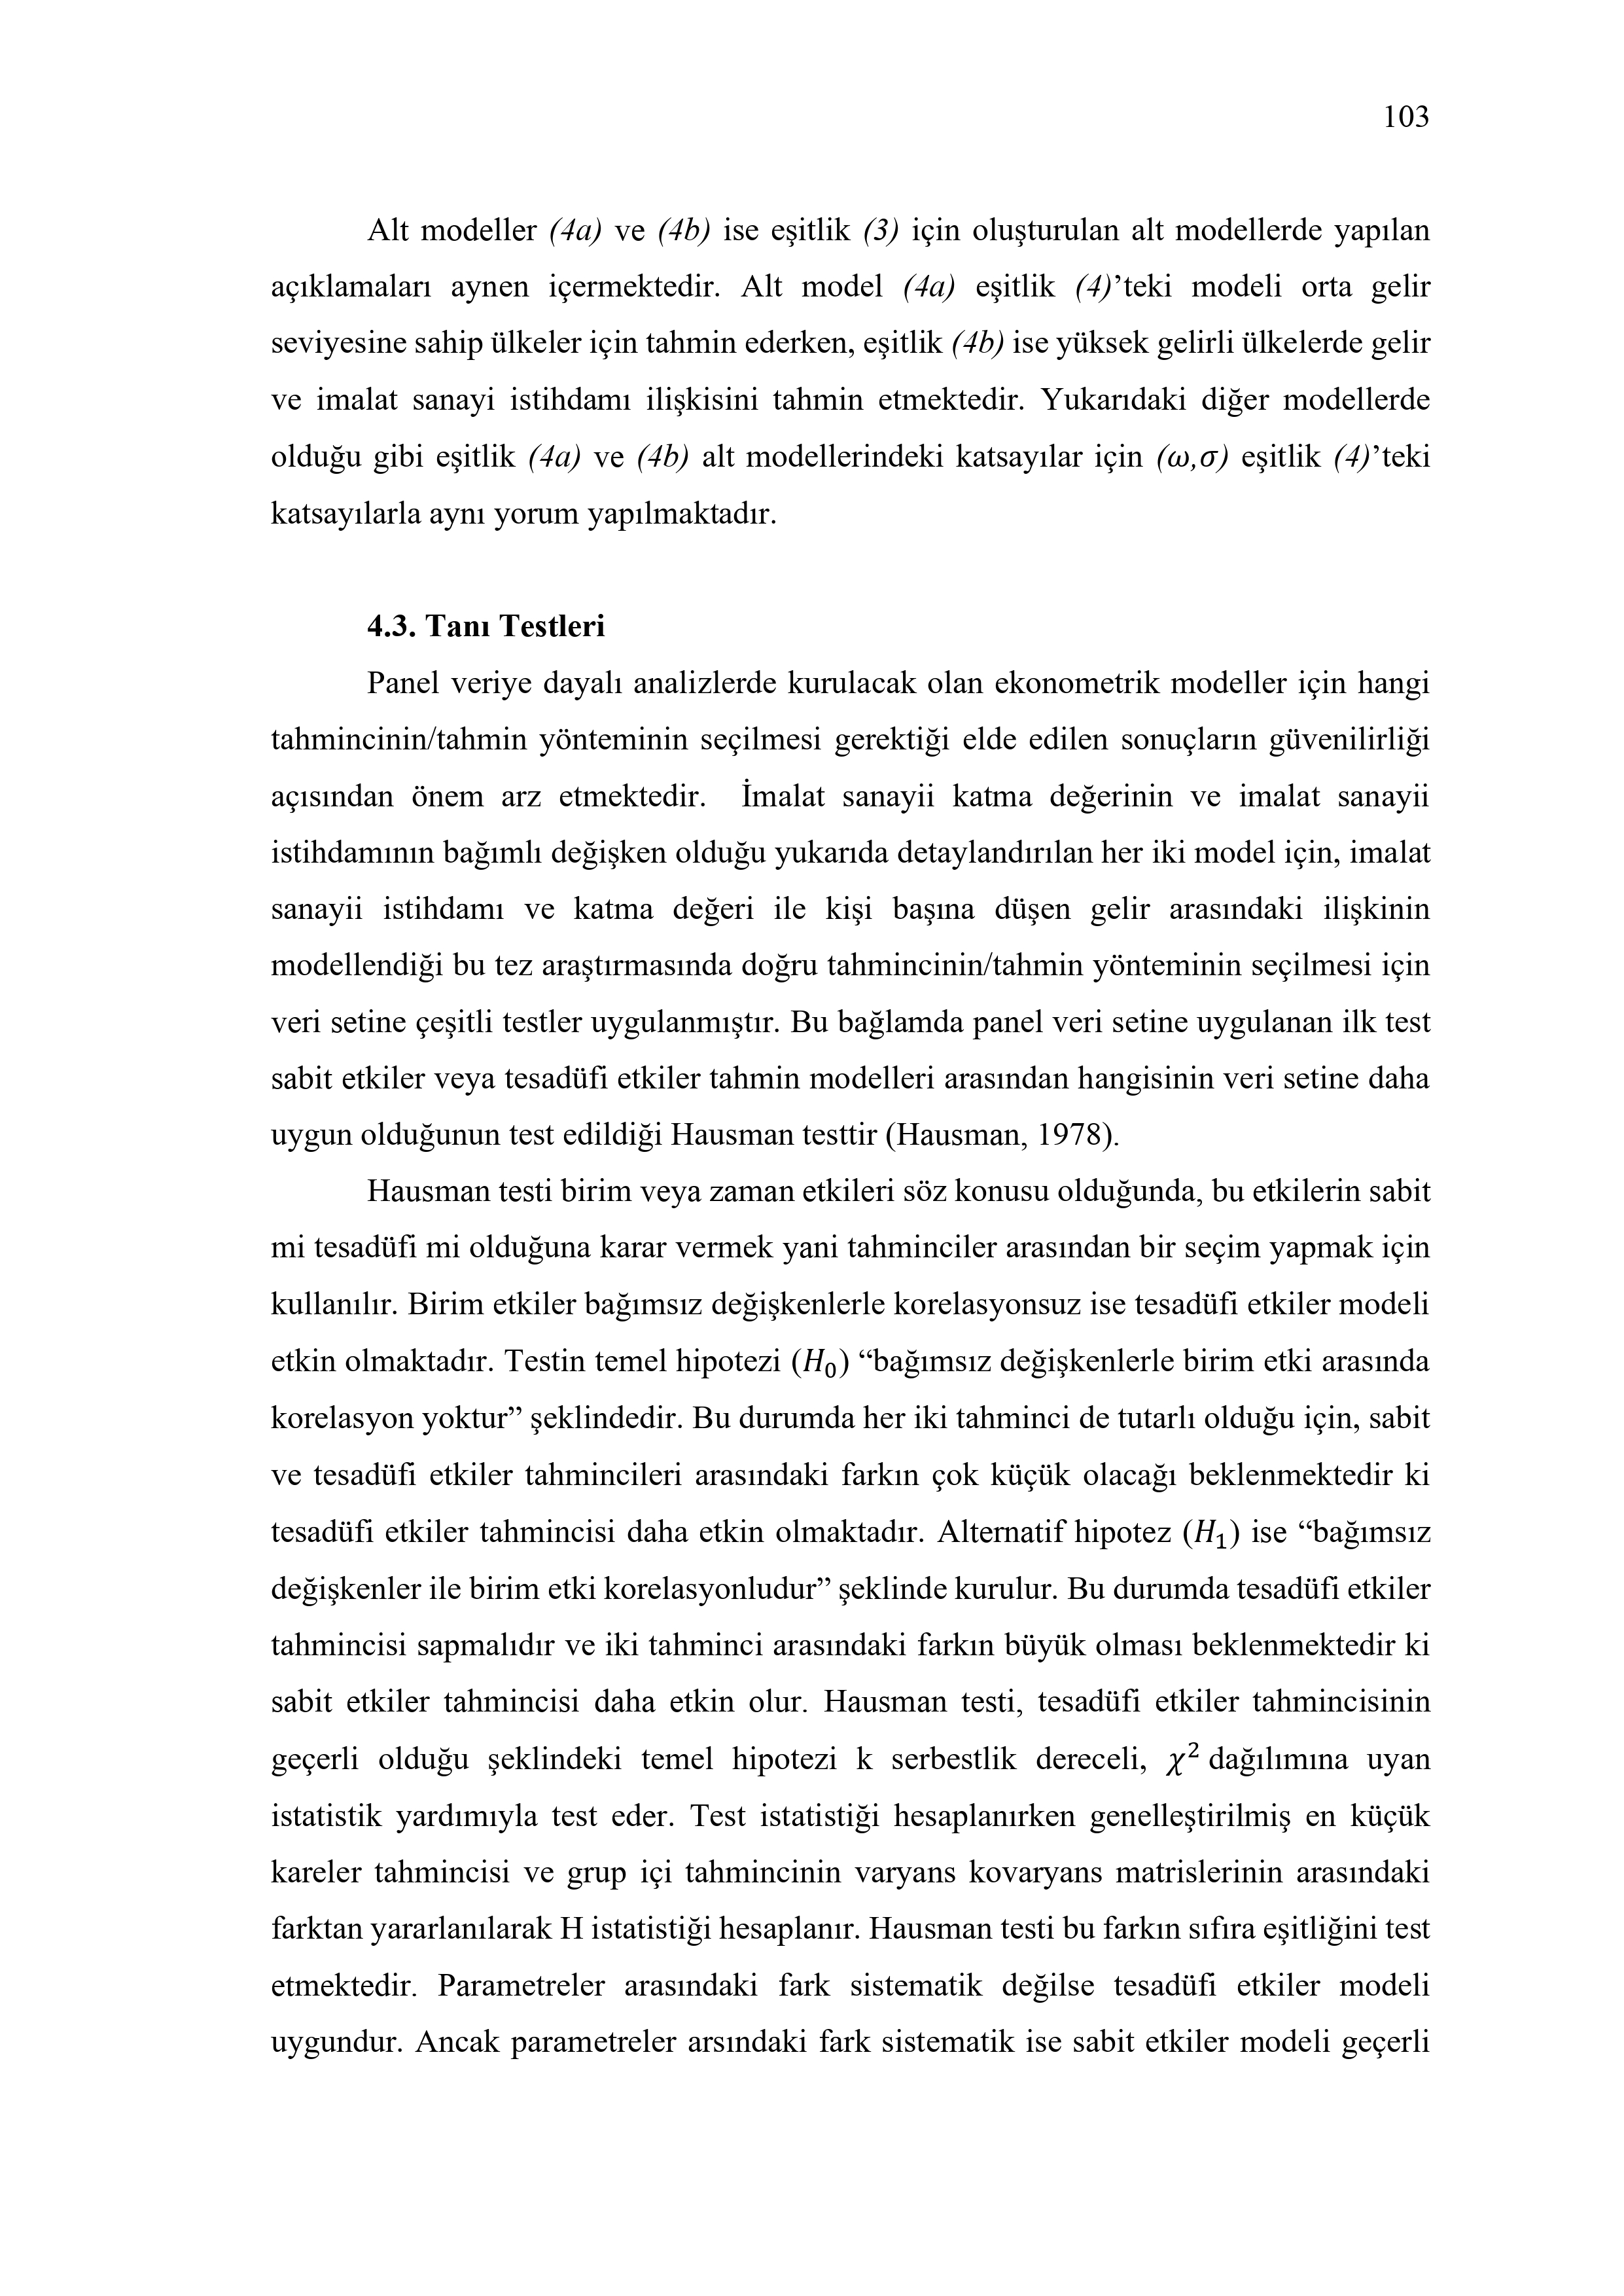 103
Alt modeller (4a) ve (4b) ise eşitlik (3) için oluşturulan alt modellerde yapılan
açıklamaları aynen içermektedir. Alt model (4a) eşitlik (4)’teki modeli orta gelir
seviyesine sahip ülkeler için tahmin ederken, eşitlik (4b) ise yüksek gelirli ülkelerde gelir
ve imalat sanayi istihdamı ilişkisini tahmin etmektedir. Yukarıdaki diğer modellerde
olduğu gibi eşitlik (4a) ve (4b) alt modellerindeki katsayılar için (ω,σ) eşitlik (4)’teki
katsayılarla aynı yorum yapılmaktadır.
4.3. Tanı Testleri
Panel veriye dayalı analizlerde kurulacak olan ekonometrik modeller için hangi
tahmincinin/tahmin yönteminin seçilmesi gerektiği elde edilen sonuçların güvenilirliği
açısından önem arz etmektedir.  İmalat sanayii katma değerinin ve imalat sanayii
istihdamının bağımlı değişken olduğu yukarıda detaylandırılan her iki model için, imalat
sanayii istihdamı ve katma değeri ile kişi başına düşen gelir arasındaki ilişkinin
modellendiği bu tez araştırmasında doğru tahmincinin/tahmin yönteminin seçilmesi için
veri setine çeşitli testler uygulanmıştır. Bu bağlamda panel veri setine uygulanan ilk test
sabit etkiler veya tesadüfi etkiler tahmin modelleri arasından hangisinin veri setine daha
uygun olduğunun test edildiği Hausman testtir (Hausman, 1978).
Hausman testi birim veya zaman etkileri söz konusu olduğunda, bu etkilerin sabit
mi tesadüfi mi olduğuna karar vermek yani tahminciler arasından bir seçim yapmak için
kullanılır. Birim etkiler bağımsız değişkenlerle korelasyonsuz ise tesadüfi etkiler modeli
etkin olmaktadır. Testin temel hipotezi (H₀) “bağımsız değişkenlerle birim etki arasında
korelasyon yoktur” şeklindedir. Bu durumda her iki tahminci de tutarlı olduğu için, sabit
ve tesadüfi etkiler tahmincileri arasındaki farkın çok küçük olacağı beklenmektedir ki
tesadüfi etkiler tahmincisi daha etkin olmaktadır. Alternatif hipotez (H₁) ise “bağımsız
değişkenler ile birim etki korelasyonludur” şeklinde kurulur. Bu durumda tesadüfi etkiler
tahmincisi sapmalıdır ve iki tahminci arasındaki farkın büyük olması beklenmektedir ki
sabit etkiler tahmincisi daha etkin olur. Hausman testi, tesadüfi etkiler tahmincisinin
geçerli olduğu şeklindeki temel hipotezi k serbestlik dereceli, χ² dağılımına uyan
istatistik yardımıyla test eder. Test istatistiği hesaplanırken genelleştirilmiş en küçük
kareler tahmincisi ve grup içi tahmincinin varyans kovaryans matrislerinin arasındaki
farktan yararlanılarak H istatistiği hesaplanır. Hausman testi bu farkın sıfıra eşitliğini test
etmektedir. Parametreler arasındaki fark sistematik değilse tesadüfi etkiler modeli
uygundur. Ancak parametreler arsındaki fark sistematik ise sabit etkiler modeli geçerli